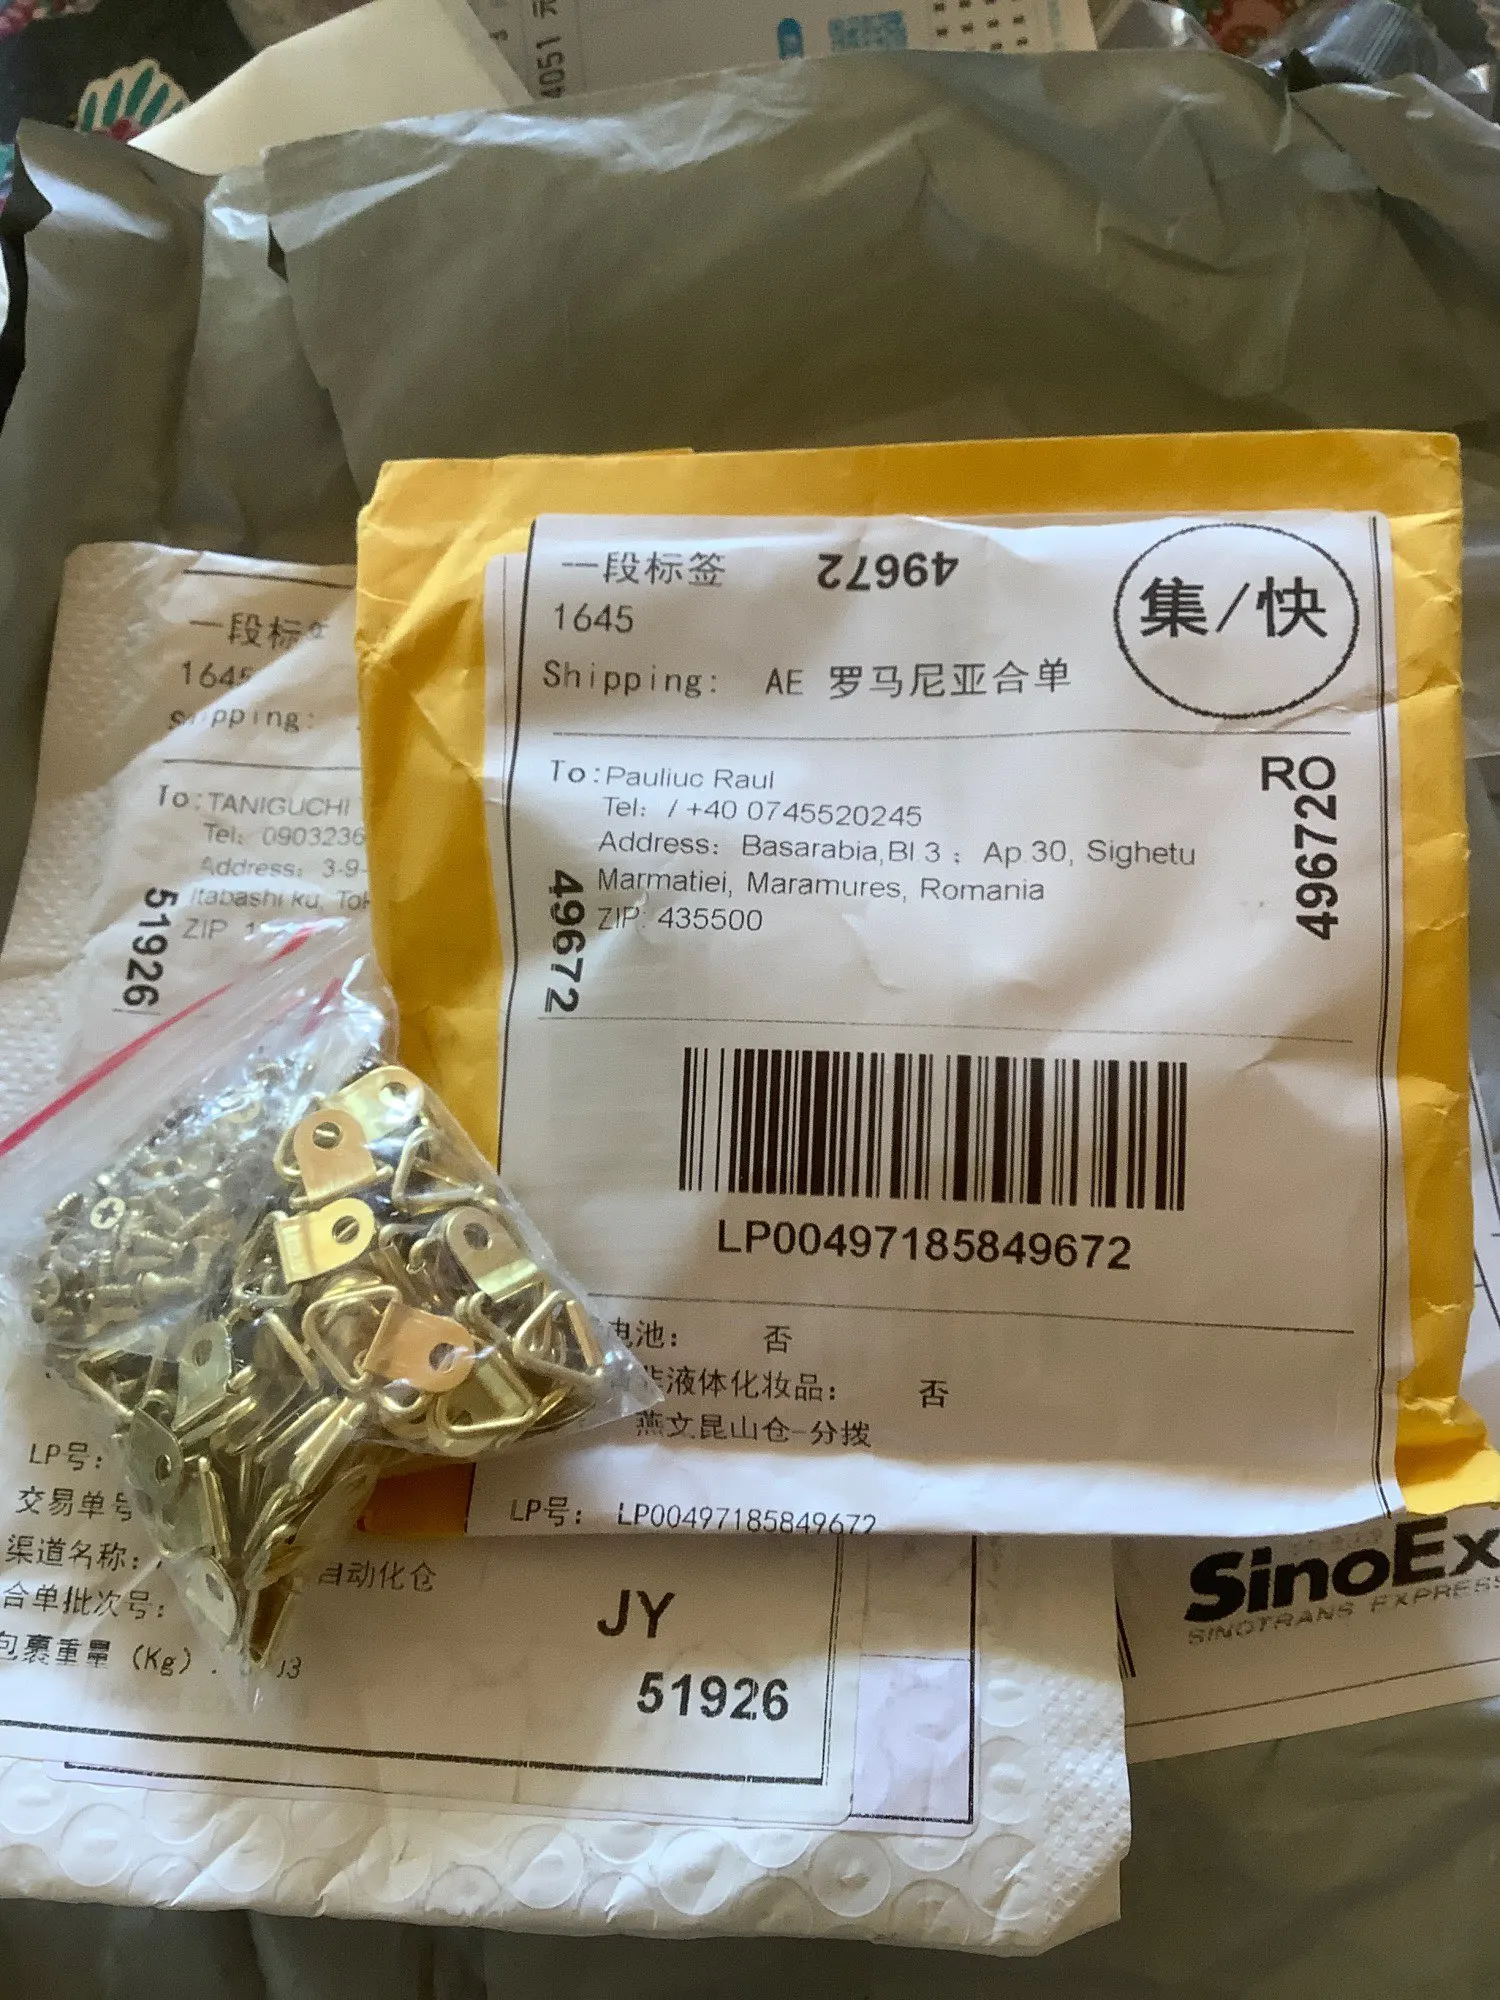 4051 元
一段标签
49672
集/快
1645
Shipping: AE 罗马尼亚合单
To:Pauliuc Raul
RO
Tel: / +40 0745520245
Address: Basarabia,Bl 3 ; Ap 30, Sighetu
Marmatiei, Maramures, Romania
ZIP: 435500
49672
49672
LP00497185849672
电池: 否
液体化妆品: 否
燕文昆山仓-分拨
LP号: LP00497185849672
一段标
1645
Shipping:
To:TANIGUCHI
Tel: 0903236
Address: 3-9-
Itabashi ku,
ZIP 1
51926
LP号:
交易单号
渠道名称:
自动化仓
合单批次号:
包裹重量 (Kg)
JY
51926
SinoEx
SINOTRANS EXPRESS